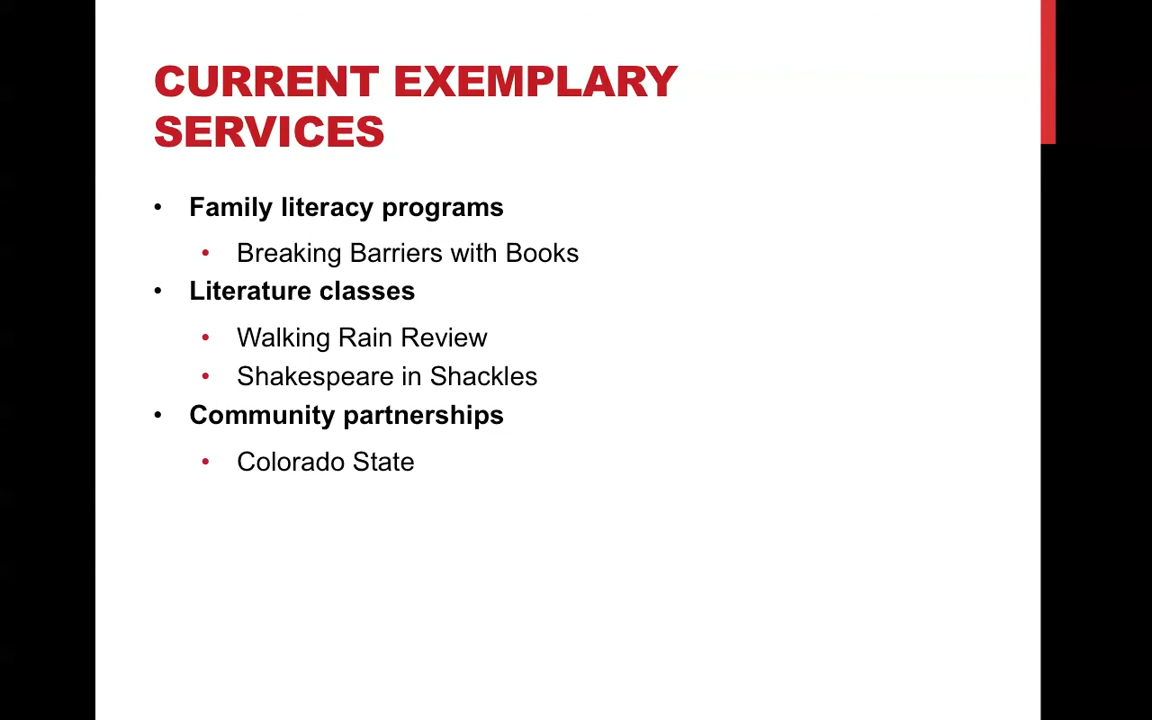 CURRENT EXEMPLARY
SERVICES
• Family literacy programs
• Breaking Barriers with Books
• Literature classes
• Walking Rain Review
• Shakespeare in Shackles
• Community partnerships
• Colorado State